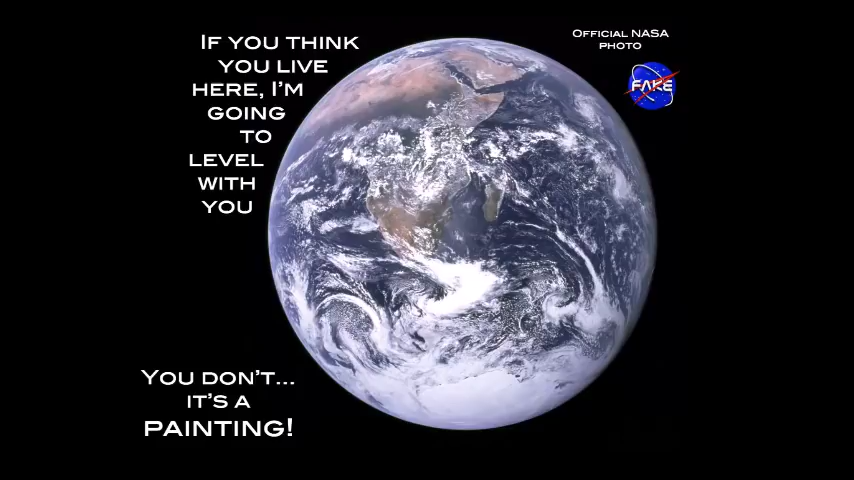 IF YOU THINK
YOU LIVE
HERE, I'M
GOING
TO
LEVEL
WITH
YOU
OFFICIAL NASA
PHOTO
FAKE
YOU DON'T...
IT'S A
PAINTING!